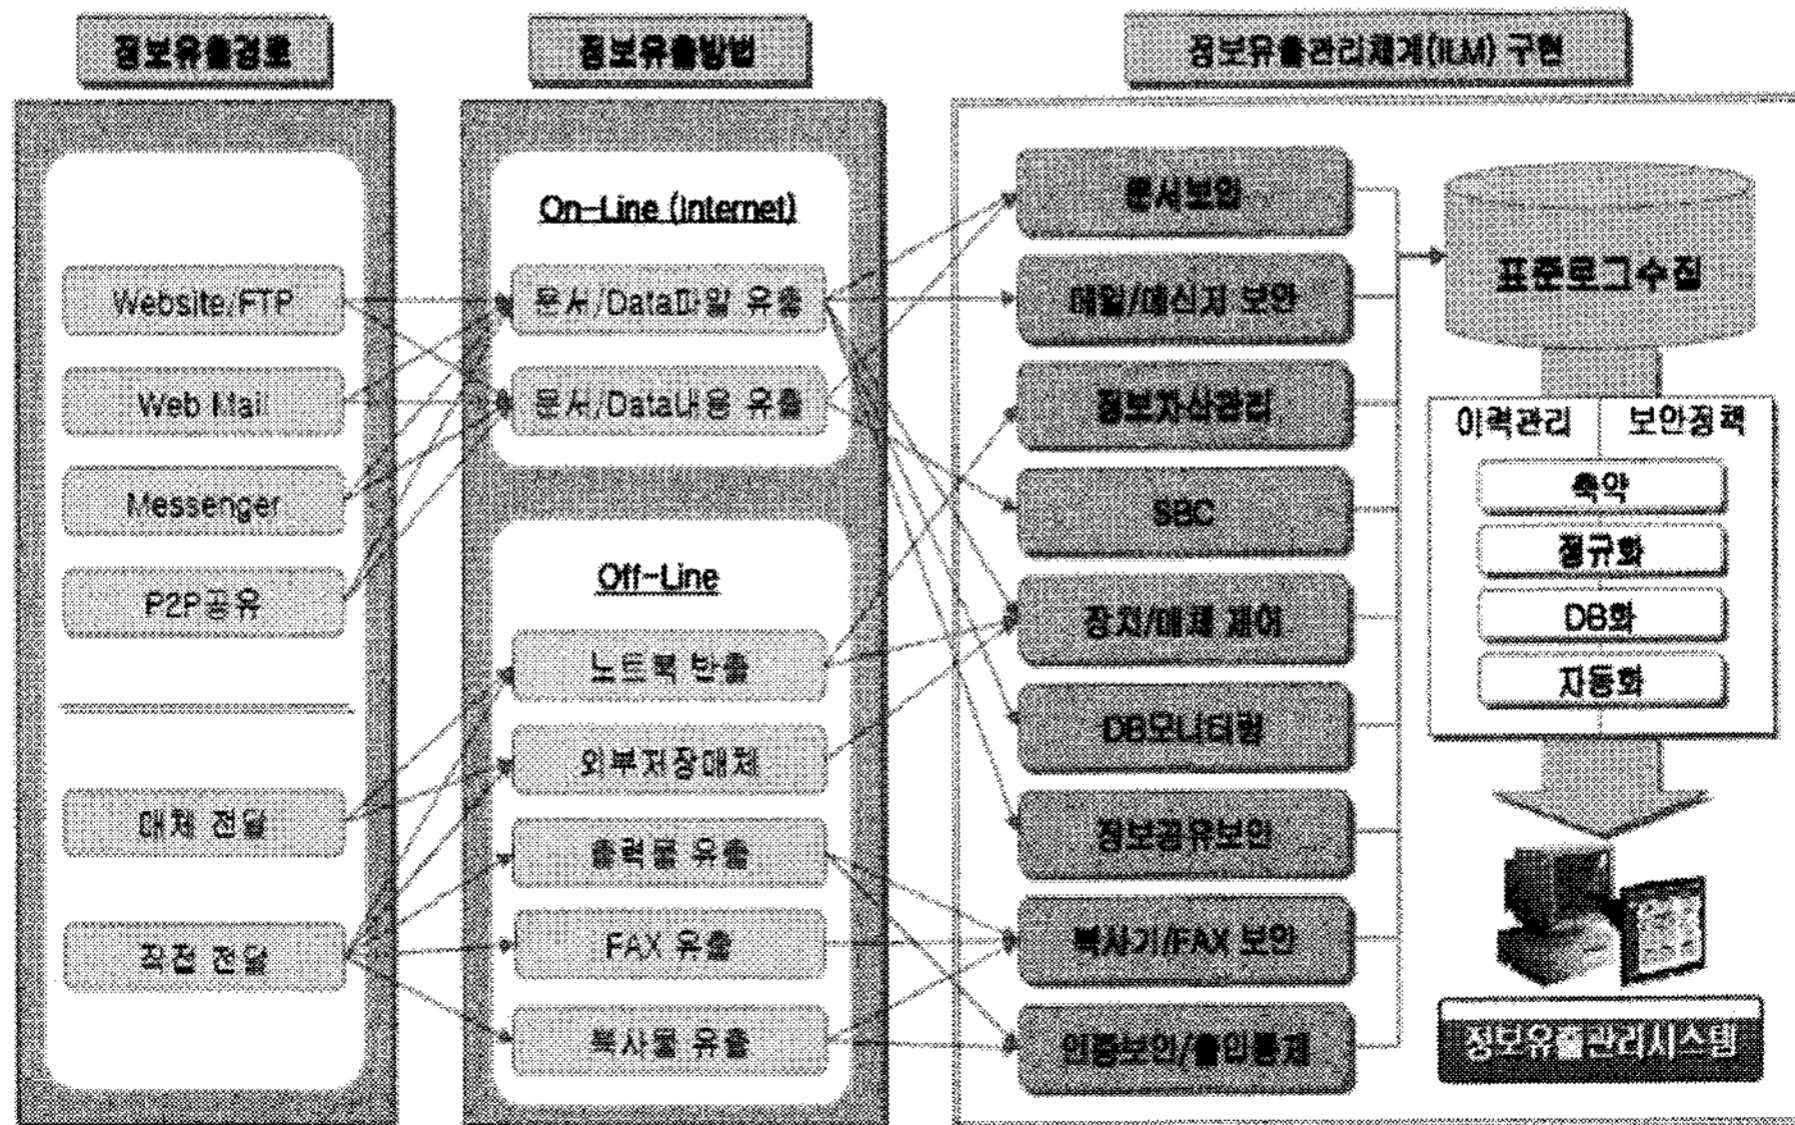 정보유출경로
Website/FTP
Web Mail
Messenger
P2P공유
매체 전달
직접 전달
정보유출방법
On-Line (Internet)
문서/Data파일 유출
문서/Data내용 유출
Off-Line
노트북 반출
외부저장매체
출력물 유출
FAX 유출
복사물 유출
정보유출관리체계(ILM) 구현
문서보안
메일/메신저 보안
정보자산관리
SBC
장치/매체 제어
DB모니터링
정보공유보안
복사기/FAX 보안
인증보안/출입통제
표준로그수집
이력관리
보안정책
축약
정규화
DB화
자동화
정보유출관리시스템